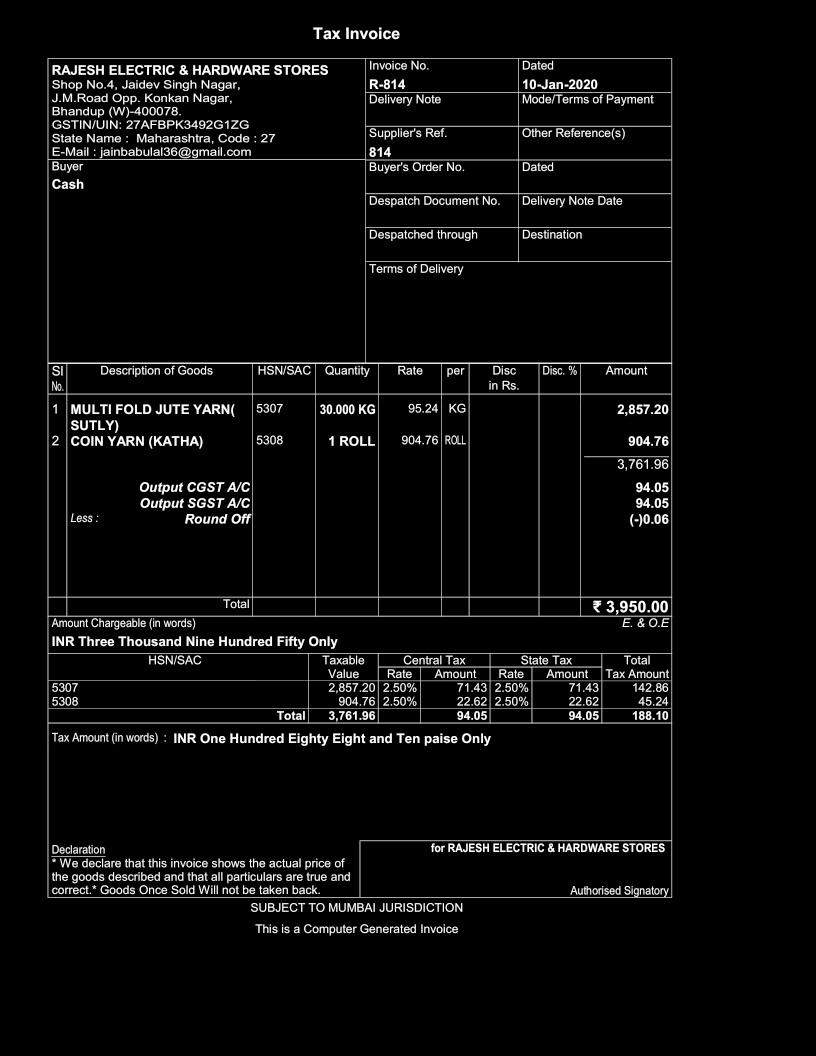 Tax Invoice
RAJESH ELECTRIC & HARDWARE STORES
Shop No.4, Jaidev Singh Nagar,
J.M.Road Opp. Konkan Nagar,
Bhandup (W)-400078.
GSTIN/UIN: 27AFBPK3492G1ZG
State Name : Maharashtra, Code : 27
E-Mail : jainbabulal36@gmail.com
Buyer
Cash
Invoice No. Dated
R-814 10-Jan-2020
Delivery Note Mode/Terms of Payment
Supplier's Ref. Other Reference(s)
814
Buyer's Order No. Dated
Despatch Document No. Delivery Note Date
Despatched through Destination
Terms of Delivery
Sl Description of Goods HSN/SAC Quantity Rate per Disc Disc. % Amount
No. in Rs.
1 MULTI FOLD JUTE YARN( 5307 30.000 KG 95.24 KG 2,857.20
SUTLY)
2 COIN YARN (KATHA) 5308 1 ROLL 904.76 ROLL 904.76
3,761.96
Output CGST A/C 94.05
Output SGST A/C 94.05
Less : Round Off (-)0.06
Total ₹ 3,950.00
Amount Chargeable (in words) E. & O.E
INR Three Thousand Nine Hundred Fifty Only
HSN/SAC Taxable Central Tax State Tax Total
Value Rate Amount Rate Amount Tax Amount
5307 2,857.20 2.50% 71.43 2.50% 71.43 142.86
5308 904.76 2.50% 22.62 2.50% 22.62 45.24
Total 3,761.96 94.05 94.05 188.10
Tax Amount (in words) : INR One Hundred Eighty Eight and Ten paise Only
Declaration
* We declare that this invoice shows the actual price of
the goods described and that all particulars are true and
correct.* Goods Once Sold Will not be taken back.
for RAJESH ELECTRIC & HARDWARE STORES
Authorised Signatory
SUBJECT TO MUMBAI JURISDICTION
This is a Computer Generated Invoice